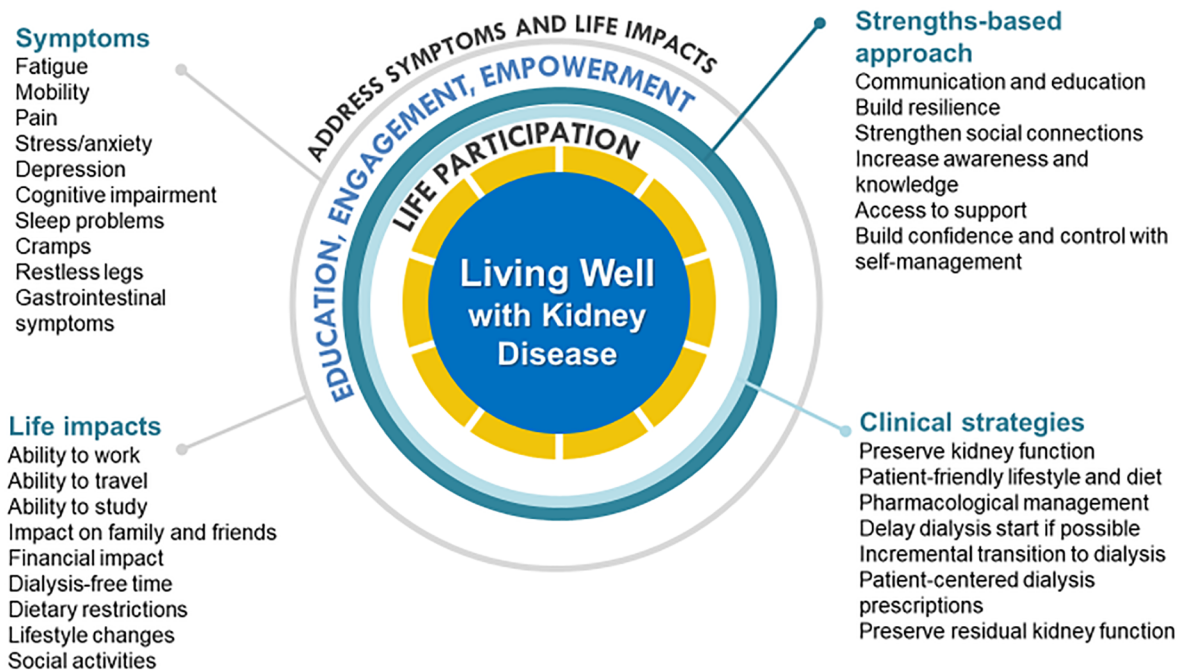 Symptoms
Fatigue
Mobility
Pain
Stress/anxiety
Depression
Cognitive impairment
Sleep problems
Cramps
Restless legs
Gastrointestinal
symptoms
Life impacts
Ability to work
Ability to travel
Ability to study
Impact on family and friends
Financial impact
Dialysis-free time
Dietary restrictions
Lifestyle changes
Social activities
ADDRESS SYMPTOMS AND LIFE IMPACTS
EDUCATION, ENGAGEMENT, EMPOWERMENT
LIFE PARTICIPATION
Living Well
with Kidney
Disease
Strengths-based
approach
Communication and education
Build resilience
Strengthen social connections
Increase awareness and
knowledge
Access to support
Build confidence and control with
self-management
Clinical strategies
Preserve kidney function
Patient-friendly lifestyle and diet
Pharmacological management
Delay dialysis start if possible
Incremental transition to dialysis
Patient-centered dialysis
prescriptions
Preserve residual kidney function